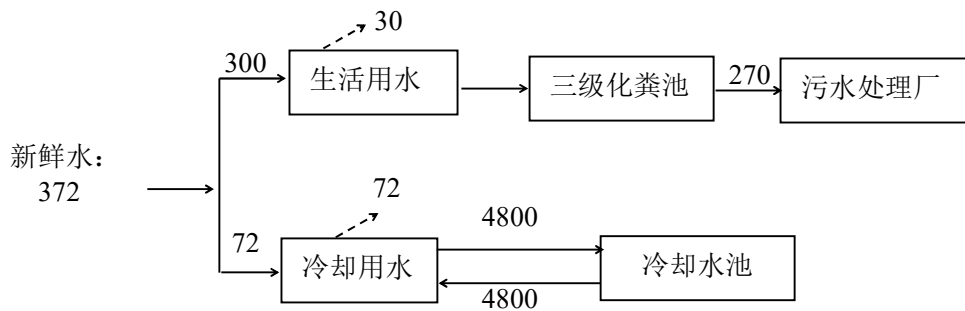 30
300
生活用水
三级化粪池
270
污水处理厂
新鲜水：
372
72
72
冷却用水
4800
4800
冷却水池